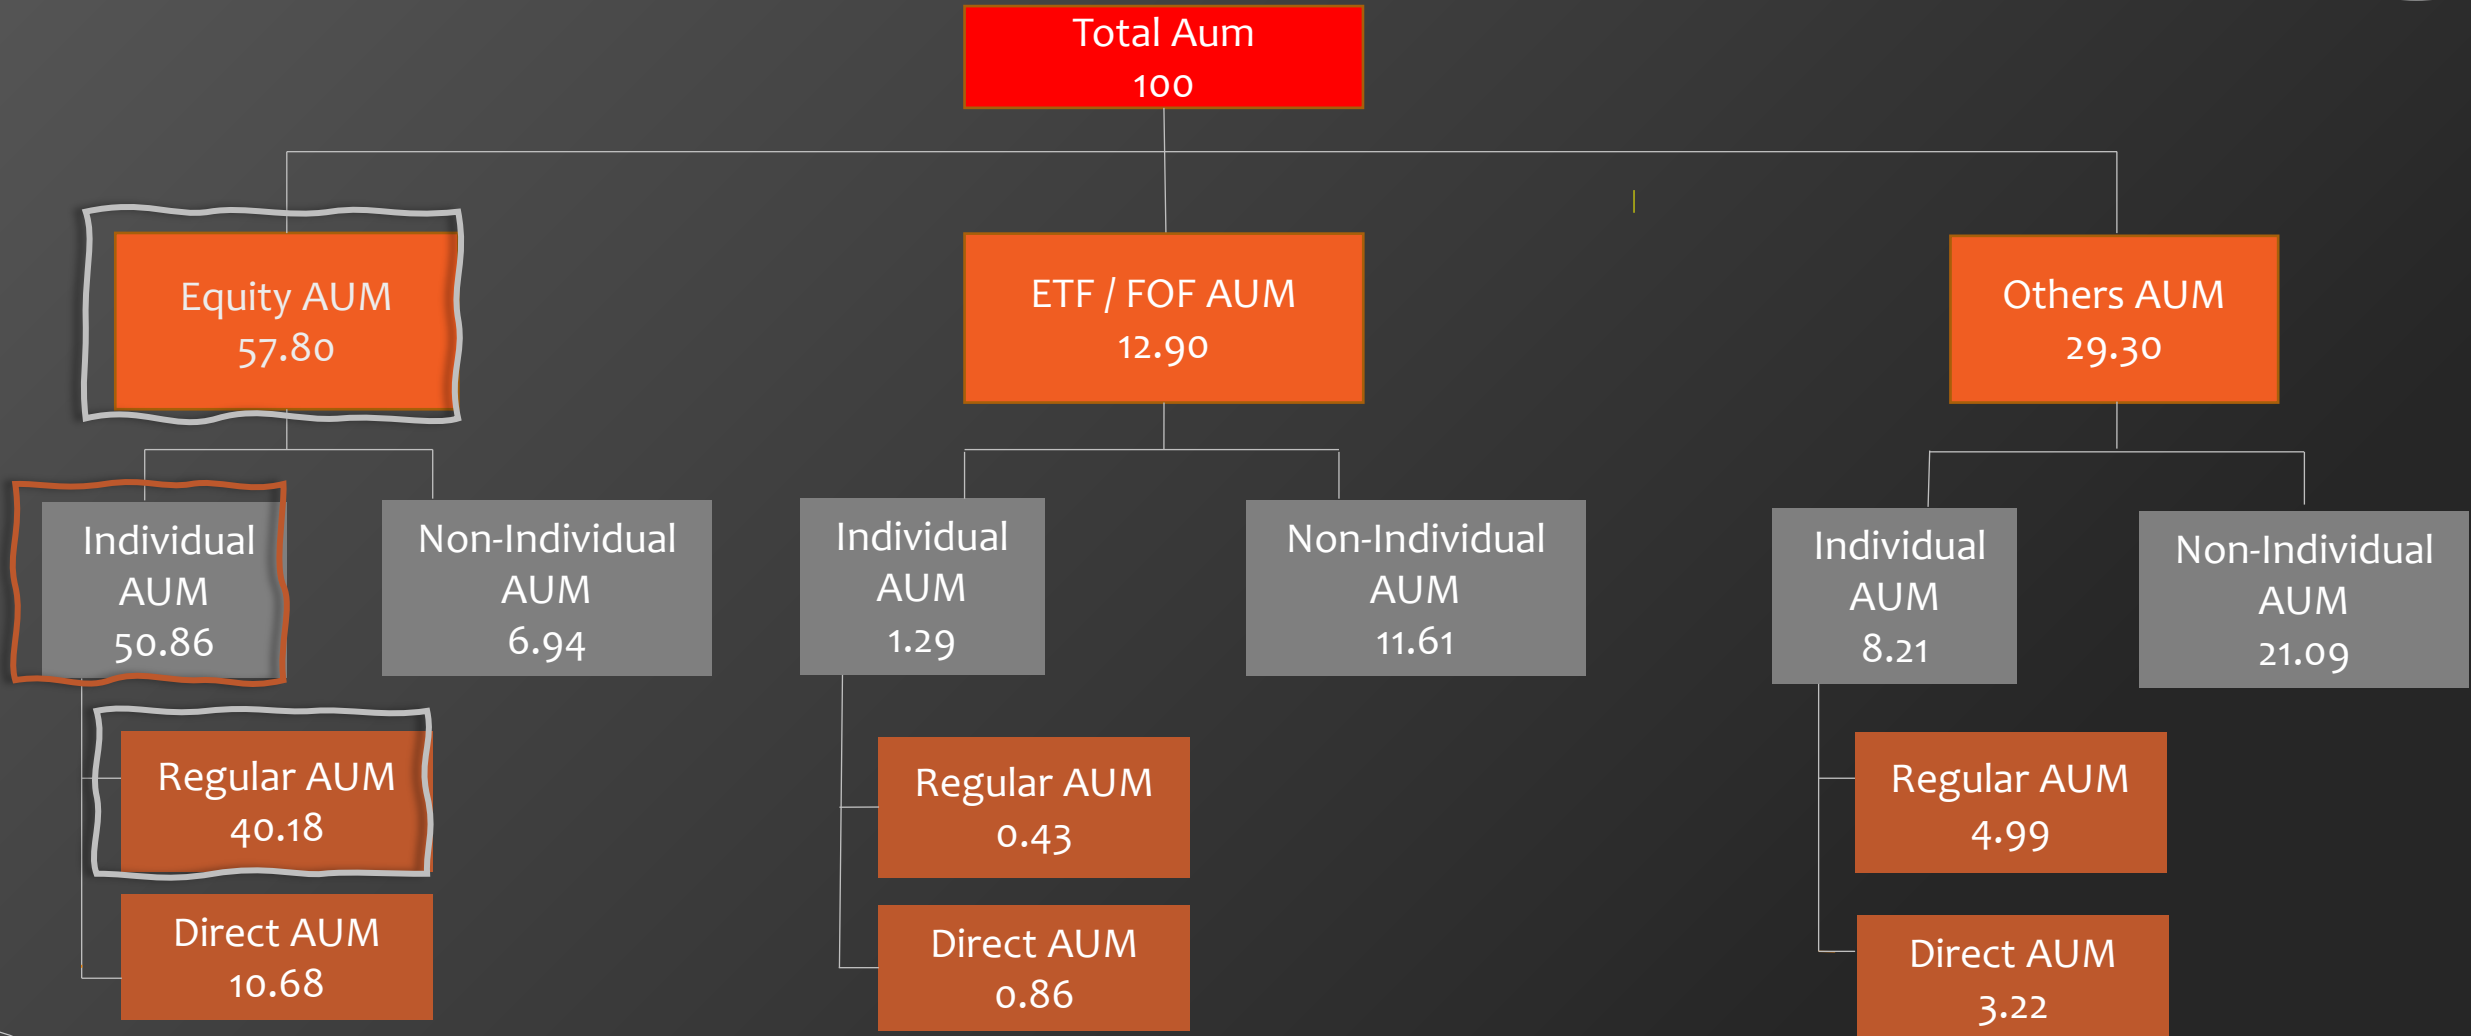 Total Aum
100
Equity AUM
57.80
ETF / FOF AUM
12.90
Others AUM
29.30
Individual
AUM
50.86
Non-Individual
AUM
6.94
Individual
AUM
1.29
Non-Individual
AUM
11.61
Individual
AUM
8.21
Non-Individual
AUM
21.09
Regular AUM
40.18
Direct AUM
10.68
Regular AUM
0.43
Direct AUM
0.86
Regular AUM
4.99
Direct AUM
3.22